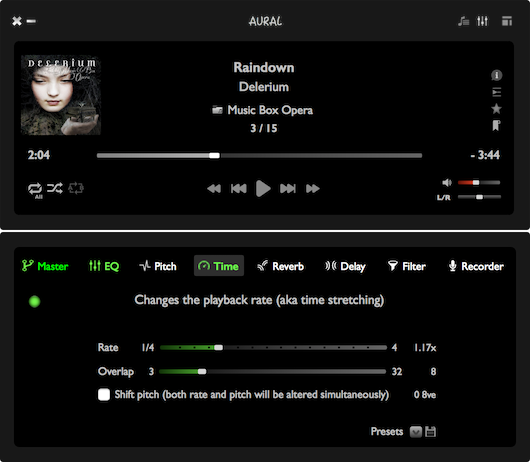 AURAL
DELERIUM
Music Box
Opera
Raindown
Delerium
Music Box Opera
3 / 15
2:04
- 3:44
All
L/R
Master EQ Pitch Time Reverb Delay Filter Recorder
Changes the playback rate (aka time stretching)
Rate 1/4 4 1.17x
Overlap 3 32 8
Shift pitch (both rate and pitch will be altered simultaneously) 0 8ve
Presets